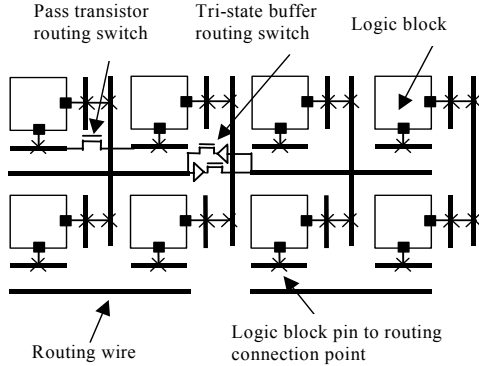 Pass transistor
routing switch
Tri-state buffer
routing switch
Logic block
Routing wire
Logic block pin to routing
connection point